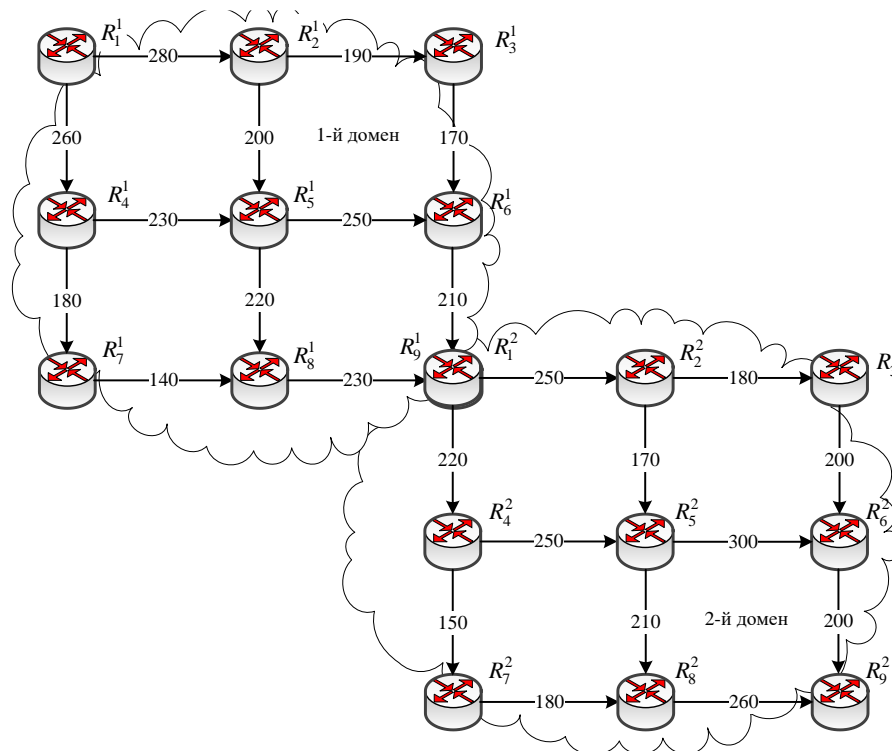 R₁¹ R₂¹ R₃¹
280 190
260 200 1-й домен 170
R₄¹ R₅¹ R₆¹
230 250
180 220 210
R₇¹ R₈¹ R₉¹ R₁² R₂²
140 230 250 180
220 170 200
R₄² R₅² R₆²
250 300
150 210 2-й домен 200
R₇² R₈² R₉²
180 260